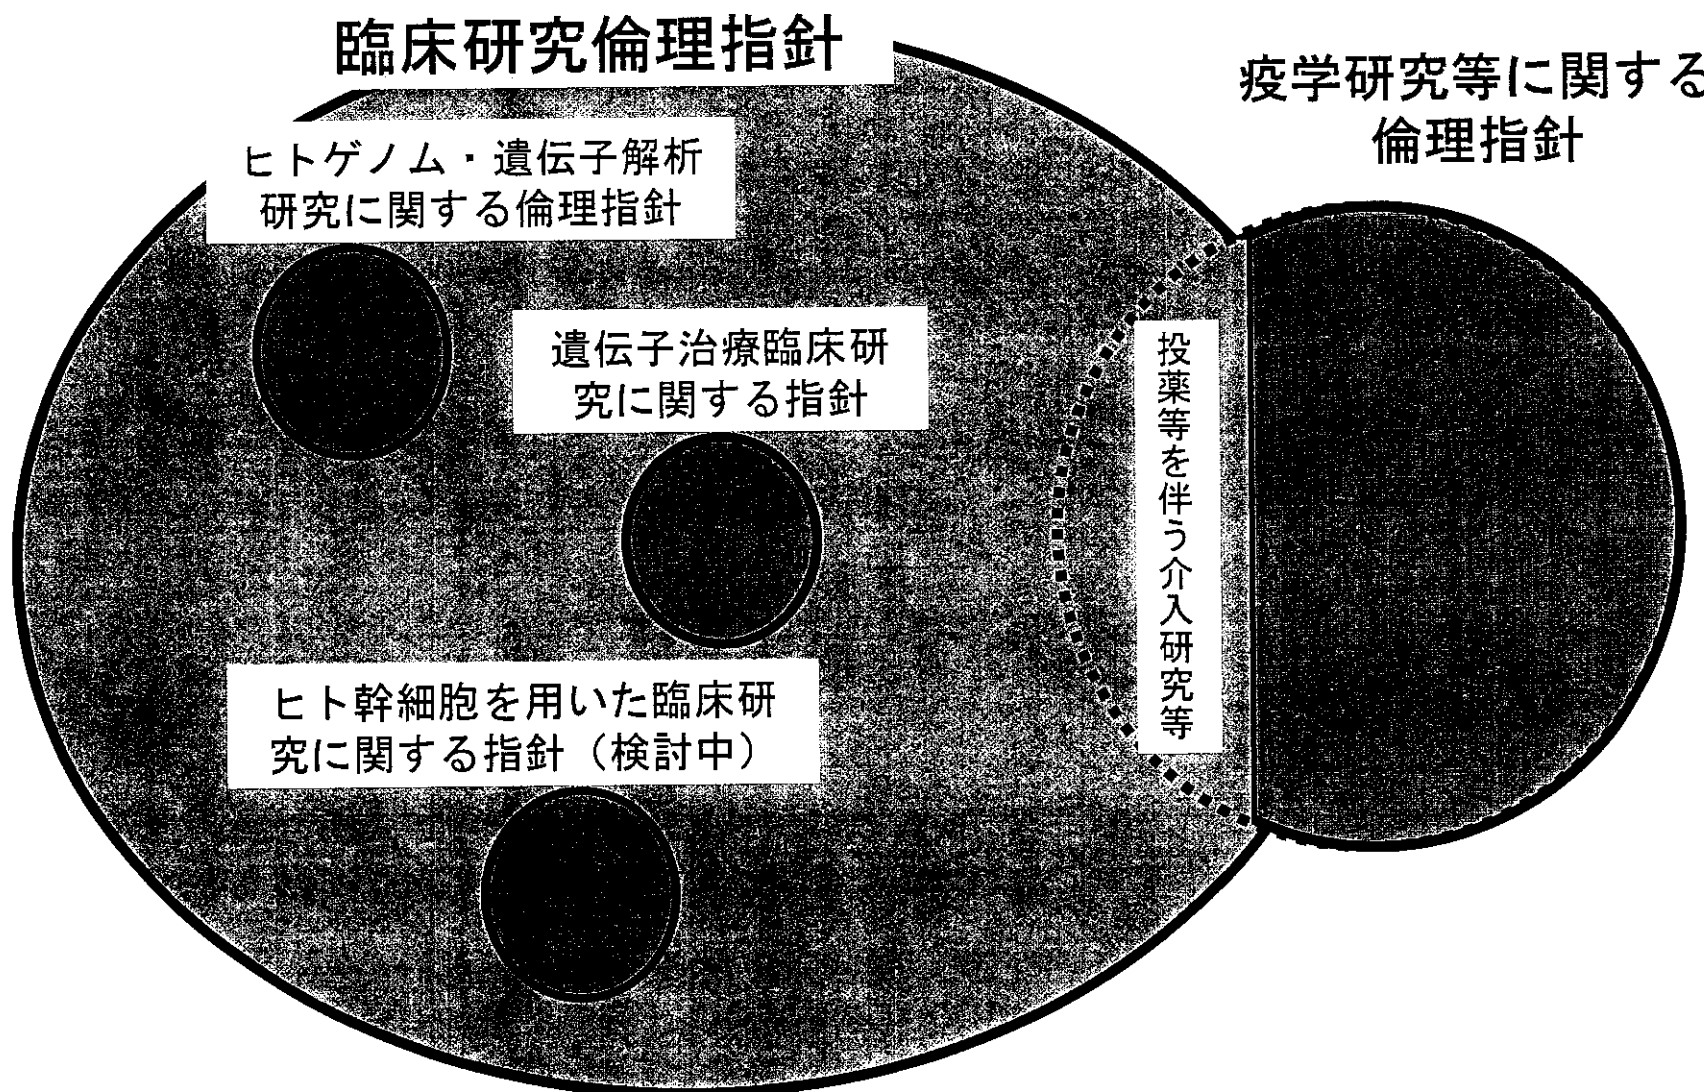 臨床研究倫理指針
疫学研究等に関する
倫理指針
ヒトゲノム・遺伝子解析
研究に関する倫理指針
遺伝子治療臨床研
究に関する指針
投薬等を伴う介入研究等
ヒト幹細胞を用いた臨床研
究に関する指針（検討中）